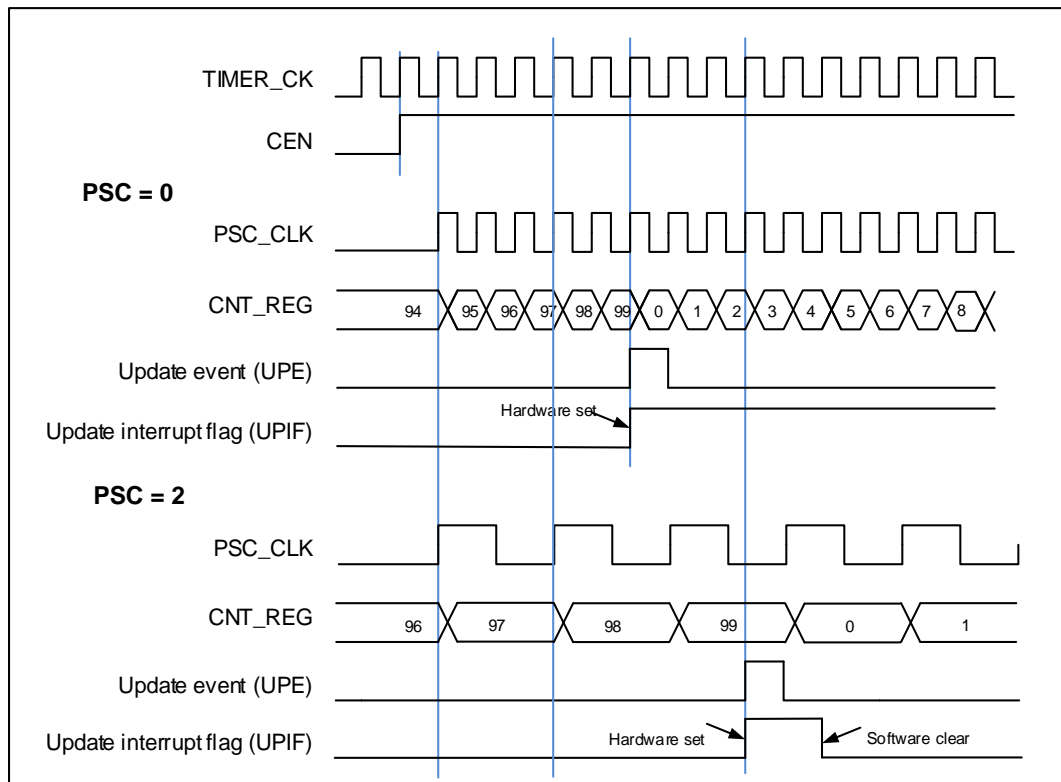 TIMER_CK
CEN
PSC = 0
PSC_CLK
CNT_REG 94 95 96 97 98 99 0 1 2 3 4 5 6 7 8
Update event (UPE)
Hardware set
Update interrupt flag (UPIF)
PSC = 2
PSC_CLK
CNT_REG 96 97 98 99 0 1
Update event (UPE)
Update interrupt flag (UPIF) Hardware set Software clear